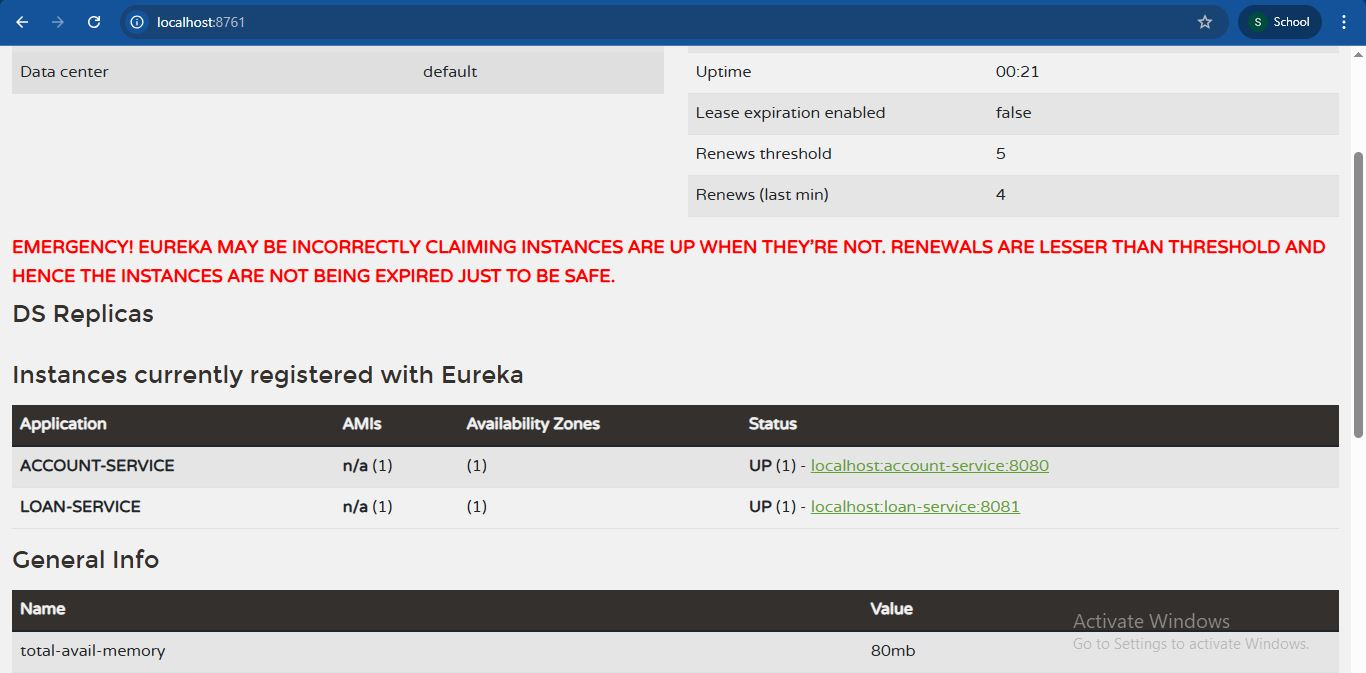 localhost:8761
S School
Data center default
Uptime 00:21
Lease expiration enabled false
Renews threshold 5
Renews (last min) 4
EMERGENCY! EUREKA MAY BE INCORRECTLY CLAIMING INSTANCES ARE UP WHEN THEY'RE NOT. RENEWALS ARE LESSER THAN THRESHOLD AND
HENCE THE INSTANCES ARE NOT BEING EXPIRED JUST TO BE SAFE.
DS Replicas
Instances currently registered with Eureka
Application AMIs Availability Zones Status
ACCOUNT-SERVICE n/a (1) (1) UP (1) - localhost:account-service:8080
LOAN-SERVICE n/a (1) (1) UP (1) - localhost:loan-service:8081
General Info
Name Value
total-avail-memory 80mb
Activate Windows
Go to Settings to activate Windows.